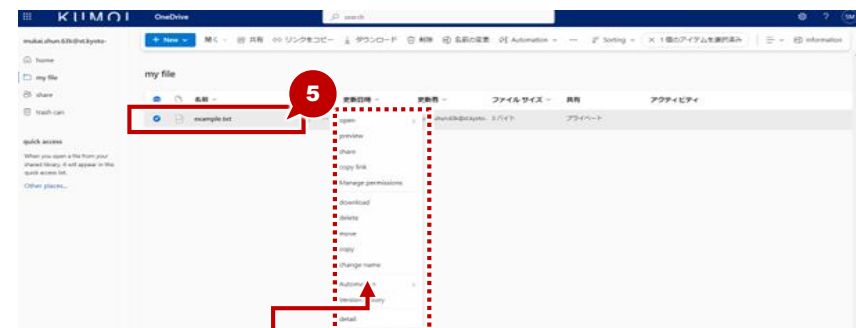 KUMOI OneDrive search ? SM
mukai.shun.63k@st.kyoto-
+ New 開く 共有 リンクをコピー ダウンロード 削除 名前の変更 Automation ... Sorting × 1 個のアイテムを選択済み information
home
my file
share
trash can
quick access
When you open a file from your
shared library, it will appear in this
quick access list.
Other places...
my file
5
名前 更新日時 更新者 ファイル サイズ 共有 アクティビティ
example.txt shun.63k@st.kyoto- プライベート
open
preview
share
copy link
Manage permissions
download
delete
move
copy
change name
detail